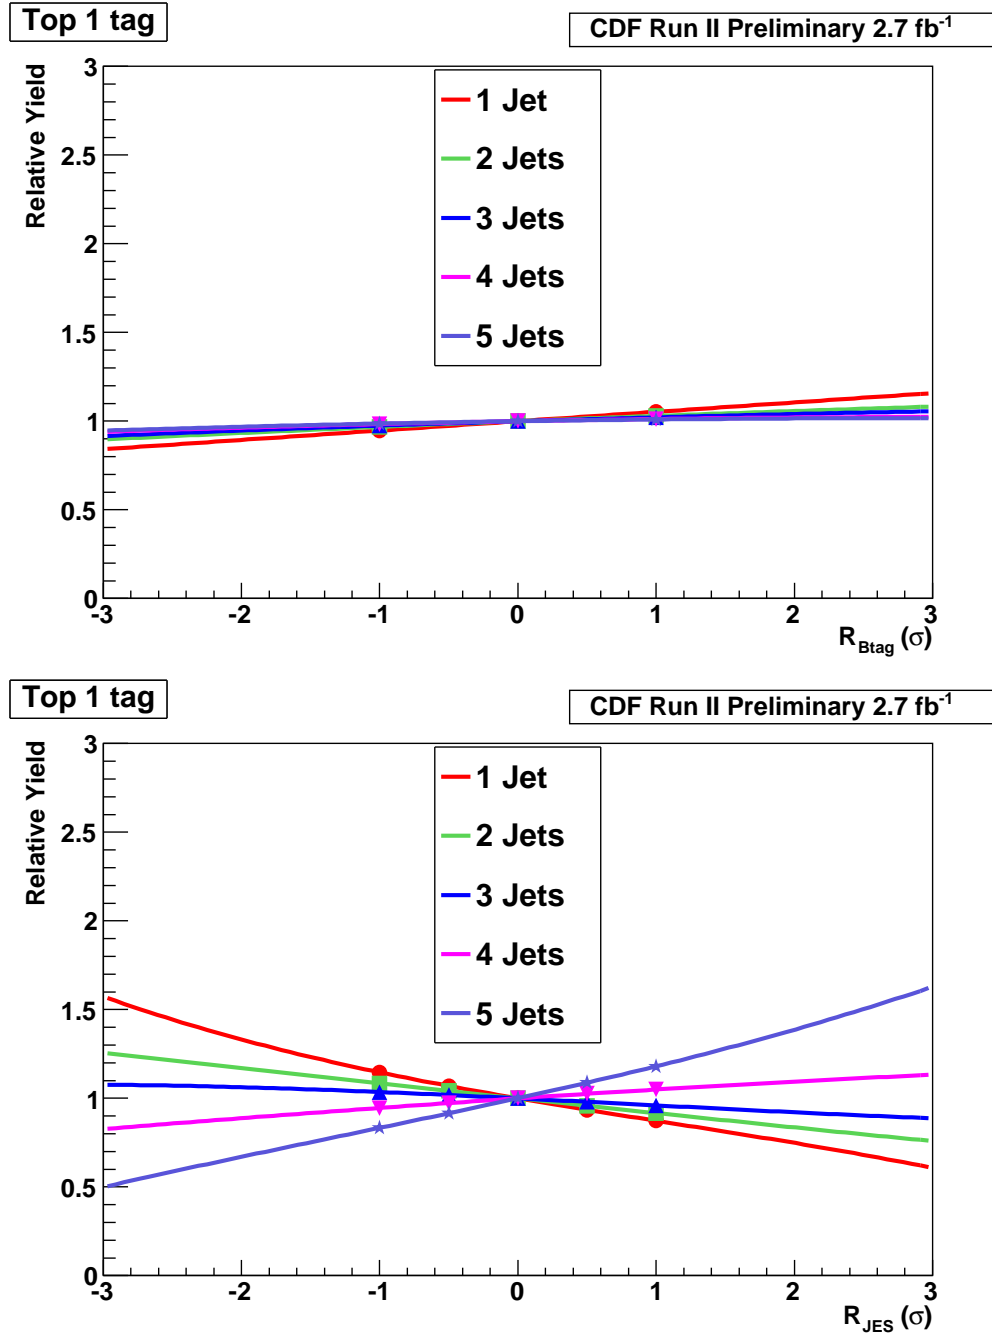 Top 1 tag
CDF Run II Preliminary 2.7 fb⁻¹
Relative Yield
3
2.5
2
1.5
1
0.5
0
1 Jet
2 Jets
3 Jets
4 Jets
5 Jets
-3 -2 -1 0 1 2 3
R_Btag (σ)
Top 1 tag
CDF Run II Preliminary 2.7 fb⁻¹
Relative Yield
3
2.5
2
1.5
1
0.5
0
1 Jet
2 Jets
3 Jets
4 Jets
5 Jets
-3 -2 -1 0 1 2 3
R_JES (σ)